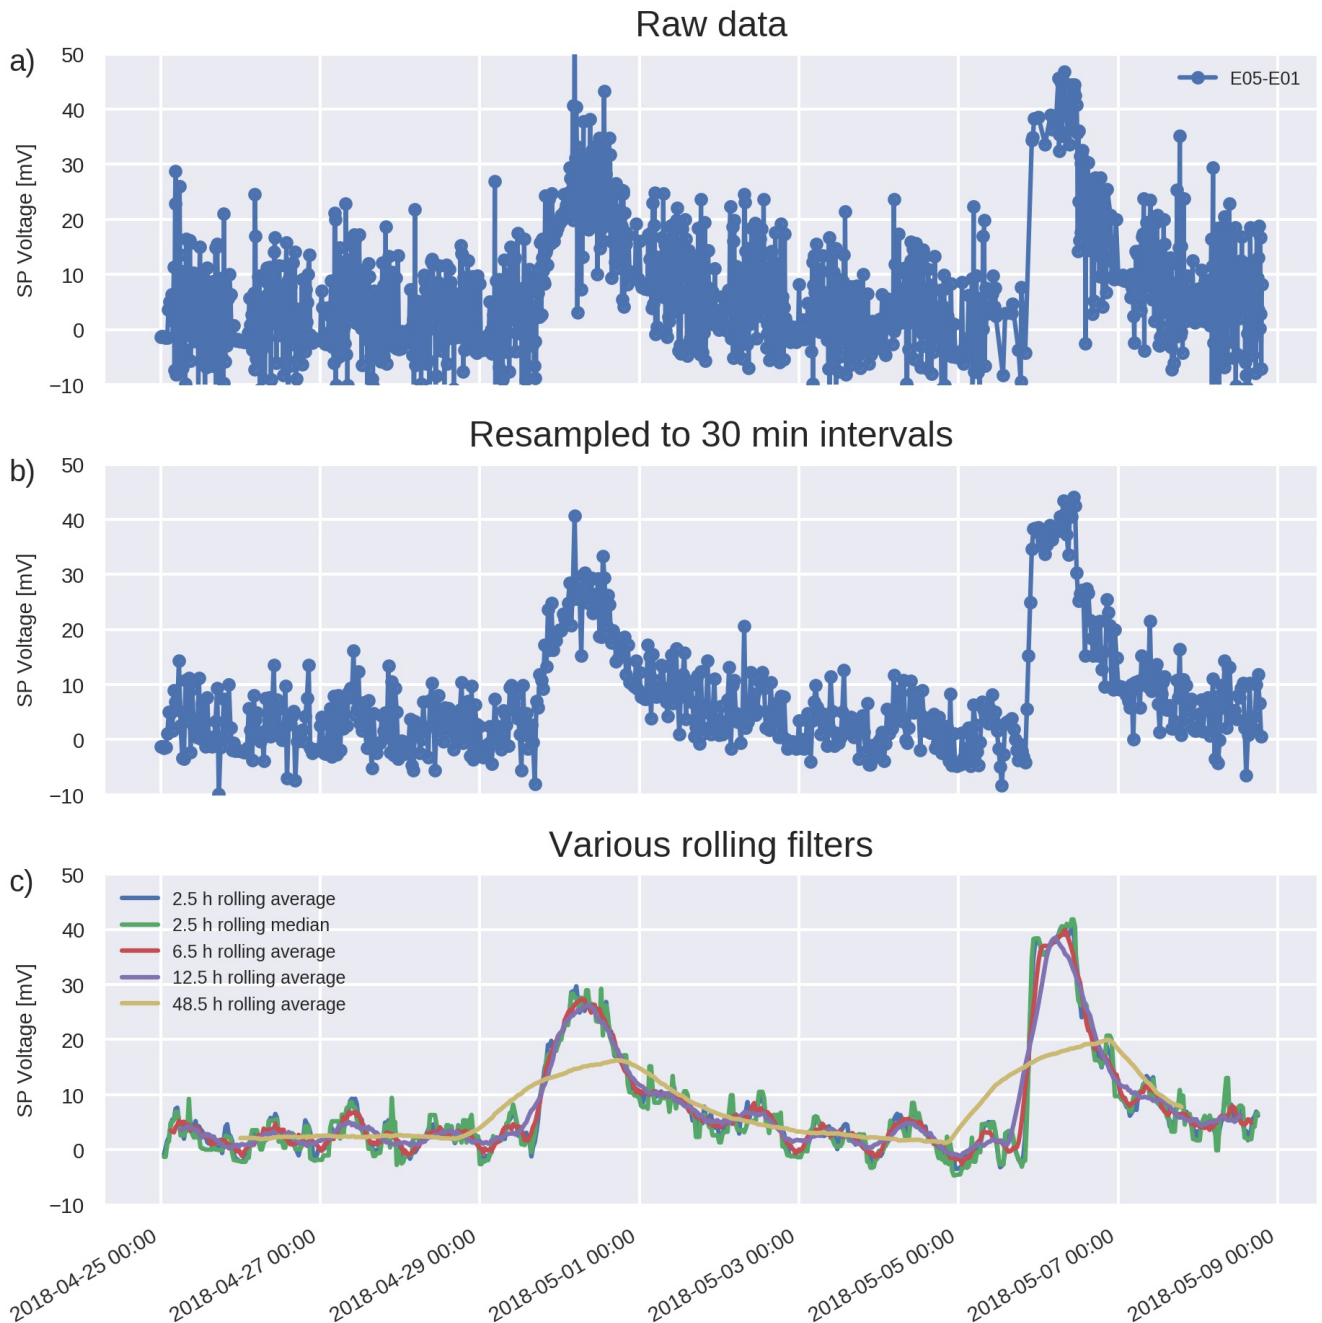 Raw data
a)
50
40
30
20
10
0
−10
SP Voltage [mV]
E05-E01
Resampled to 30 min intervals
b)
50
40
30
20
10
0
−10
SP Voltage [mV]
Various rolling filters
c)
50
40
30
20
10
0
−10
SP Voltage [mV]
2.5 h rolling average
2.5 h rolling median
6.5 h rolling average
12.5 h rolling average
48.5 h rolling average
2018-04-25 00:00
2018-04-27 00:00
2018-04-29 00:00
2018-05-01 00:00
2018-05-03 00:00
2018-05-05 00:00
2018-05-07 00:00
2018-05-09 00:00